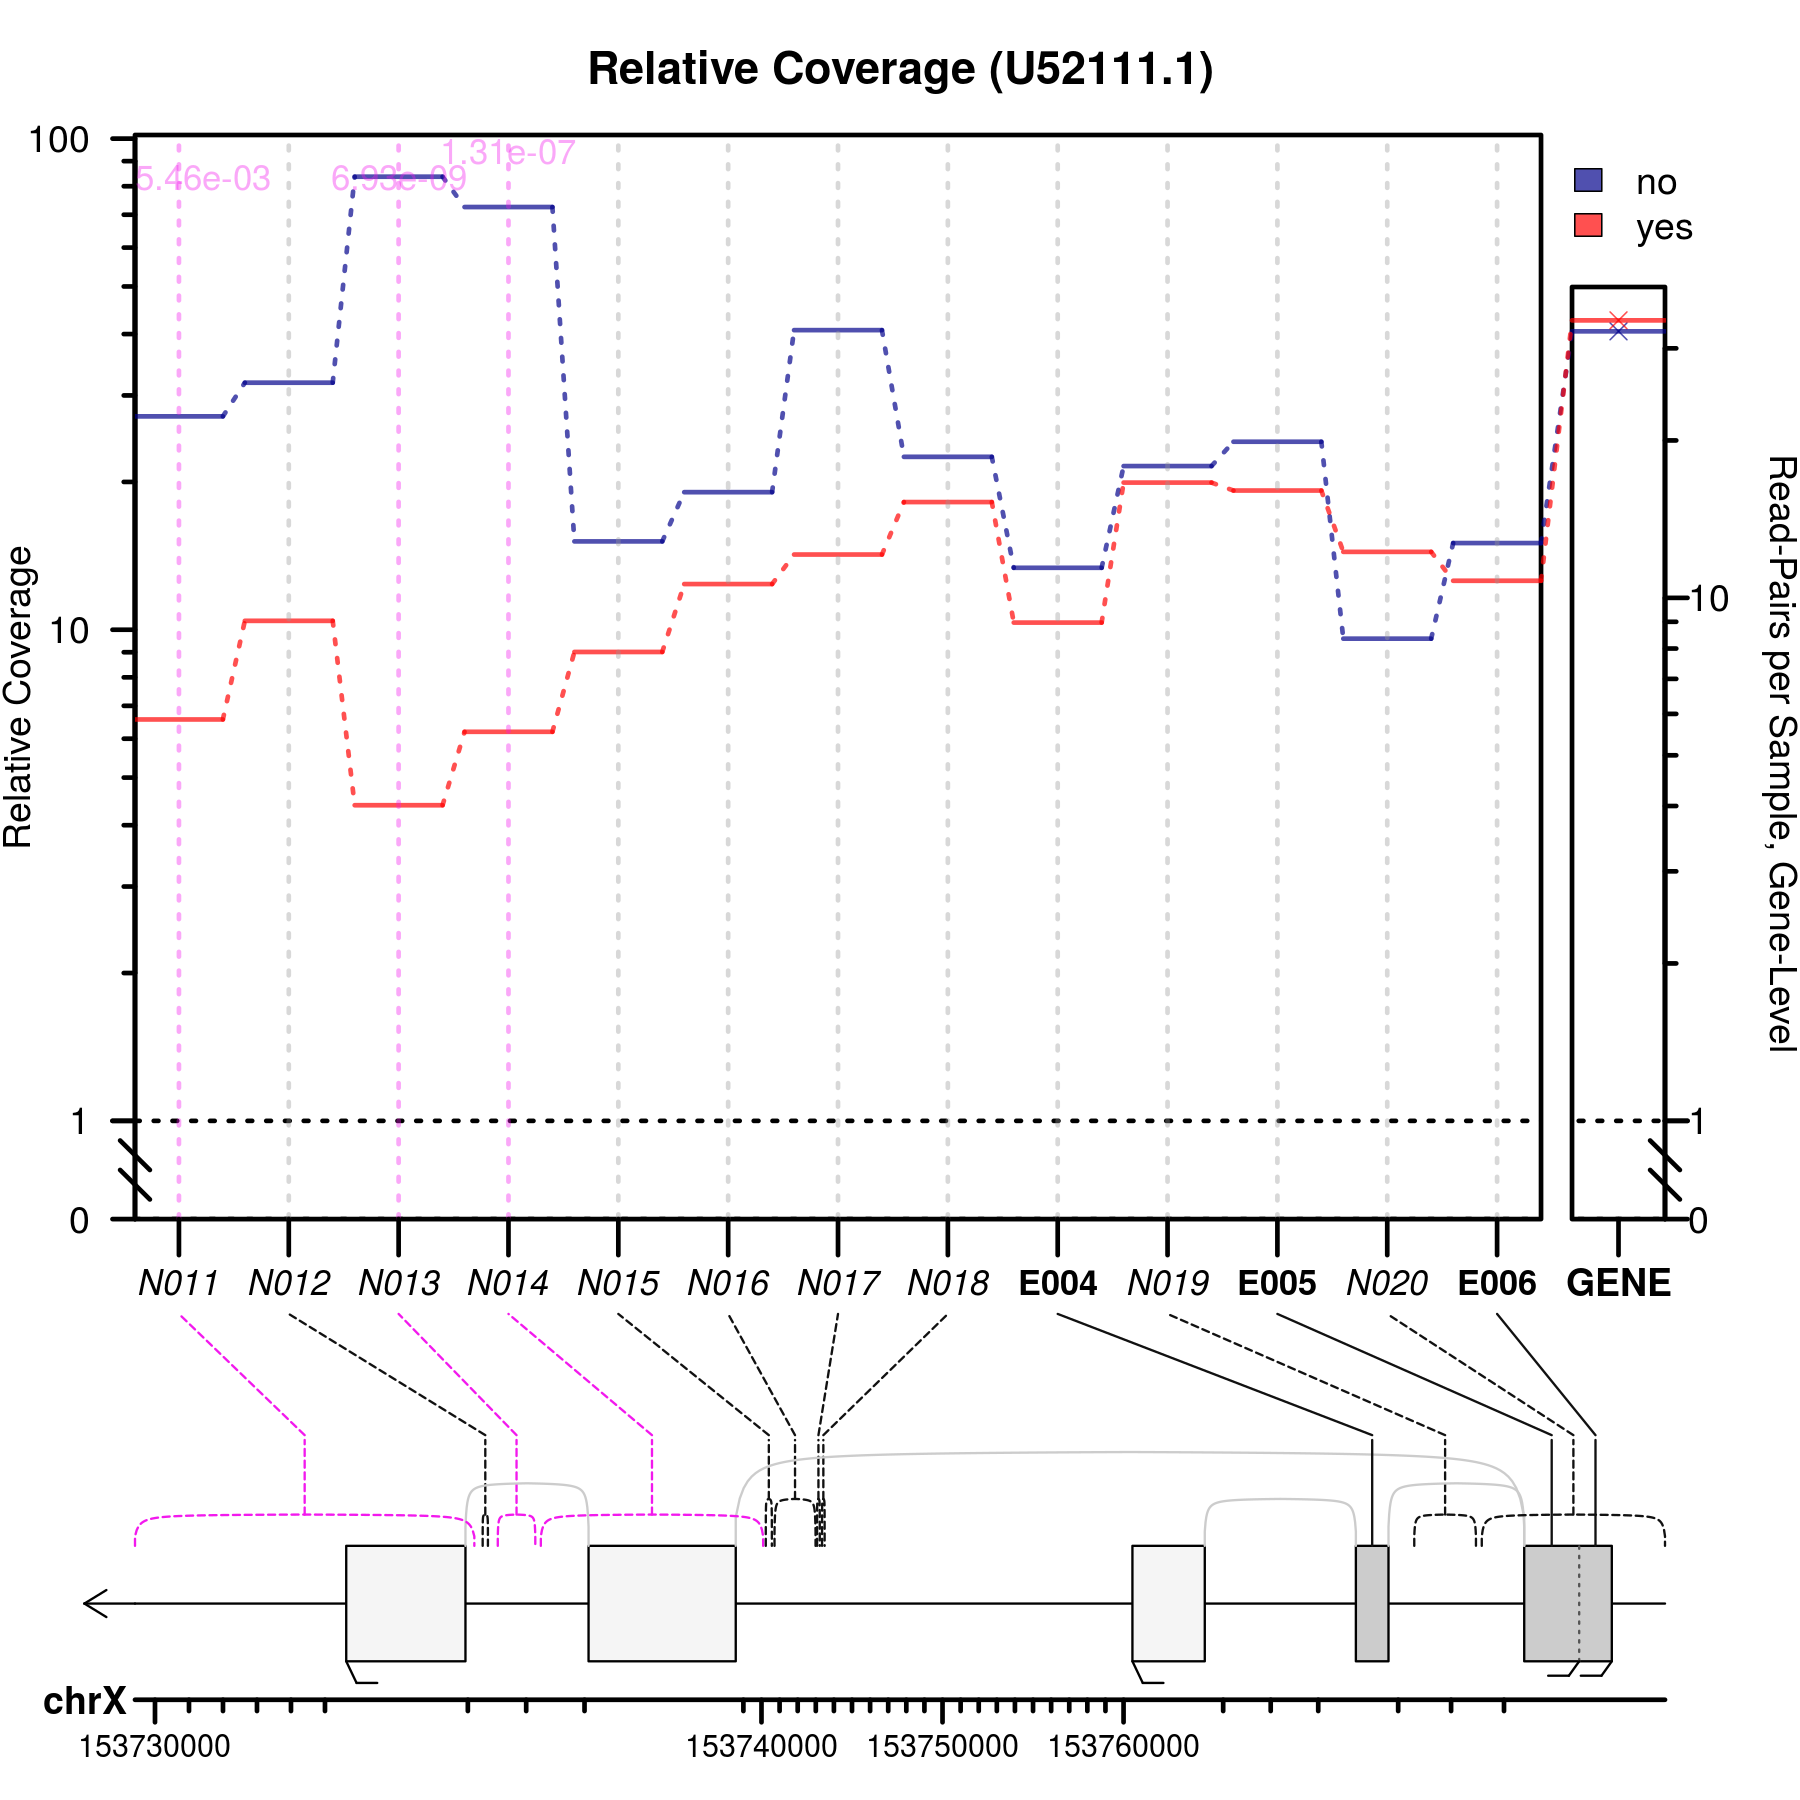 Relative Coverage (U52111.1)
100
10
1
0
Relative Coverage
5.46e-03
6.93e-09
1.31e-07
no
yes
10
1
0
Read-Pairs per Sample, Gene-Level
N011 N012 N013 N014 N015 N016 N017 N018 E004 N019 E005 N020 E006 GENE
chrX
153730000 153740000 153750000 153760000